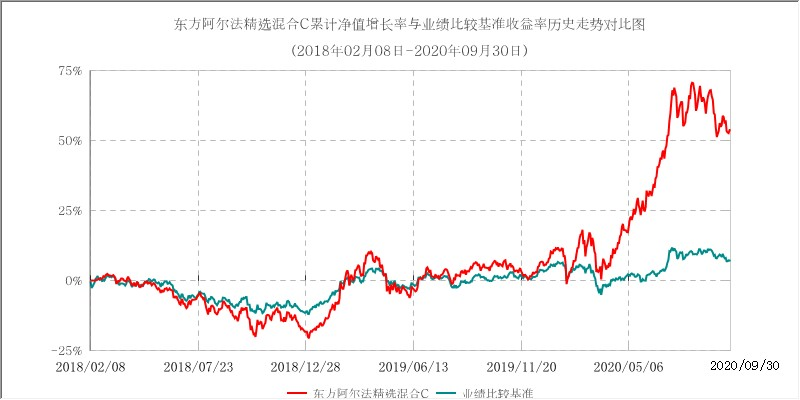 东方阿尔法精选混合C累计净值增长率与业绩比较基准收益率历史走势对比图
(2018年02月08日-2020年09月30日)
75%
50%
25%
0%
-25%
2018/02/08 2018/07/23 2018/12/28 2019/06/13 2019/11/20 2020/05/06 2020/09/30
东方阿尔法精选混合C 业绩比较基准